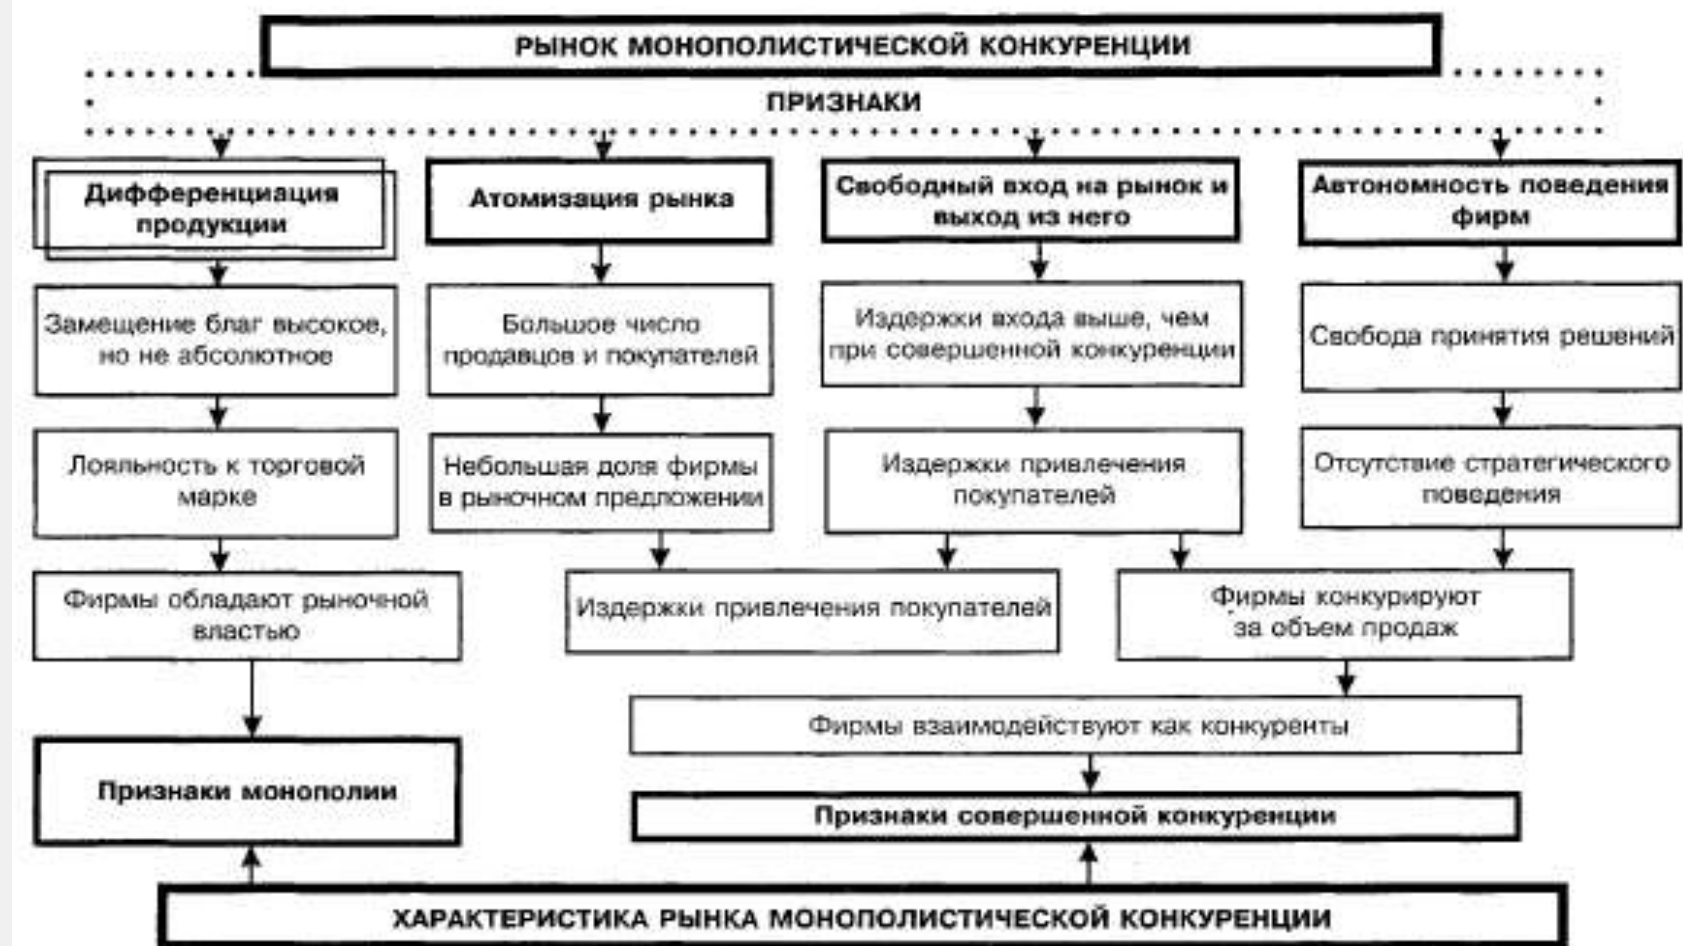 РЫНОК МОНОПОЛИСТИЧЕСКОЙ КОНКУРЕНЦИИ
ПРИЗНАКИ
Дифференциация
продукции
Замещение благ высокое,
но не абсолютное
Лояльность к торговой
марке
Фирмы обладают рыночной
властью
Признаки монополии
Атомизация рынка
Большое число
продавцов и покупателей
Небольшая доля фирмы
в рыночном предложении
Свободный вход на рынок и
выход из него
Издержки входа выше, чем
при совершенной конкуренции
Издержки привлечения
покупателей
Автономность поведения
фирм
Свобода принятия решений
Отсутствие стратегического
поведения
Издержки привлечения покупателей
Фирмы конкурируют
за объем продаж
Фирмы взаимодействуют как конкуренты
Признаки совершенной конкуренции
ХАРАКТЕРИСТИКА РЫНКА МОНОПОЛИСТИЧЕСКОЙ КОНКУРЕНЦИИ